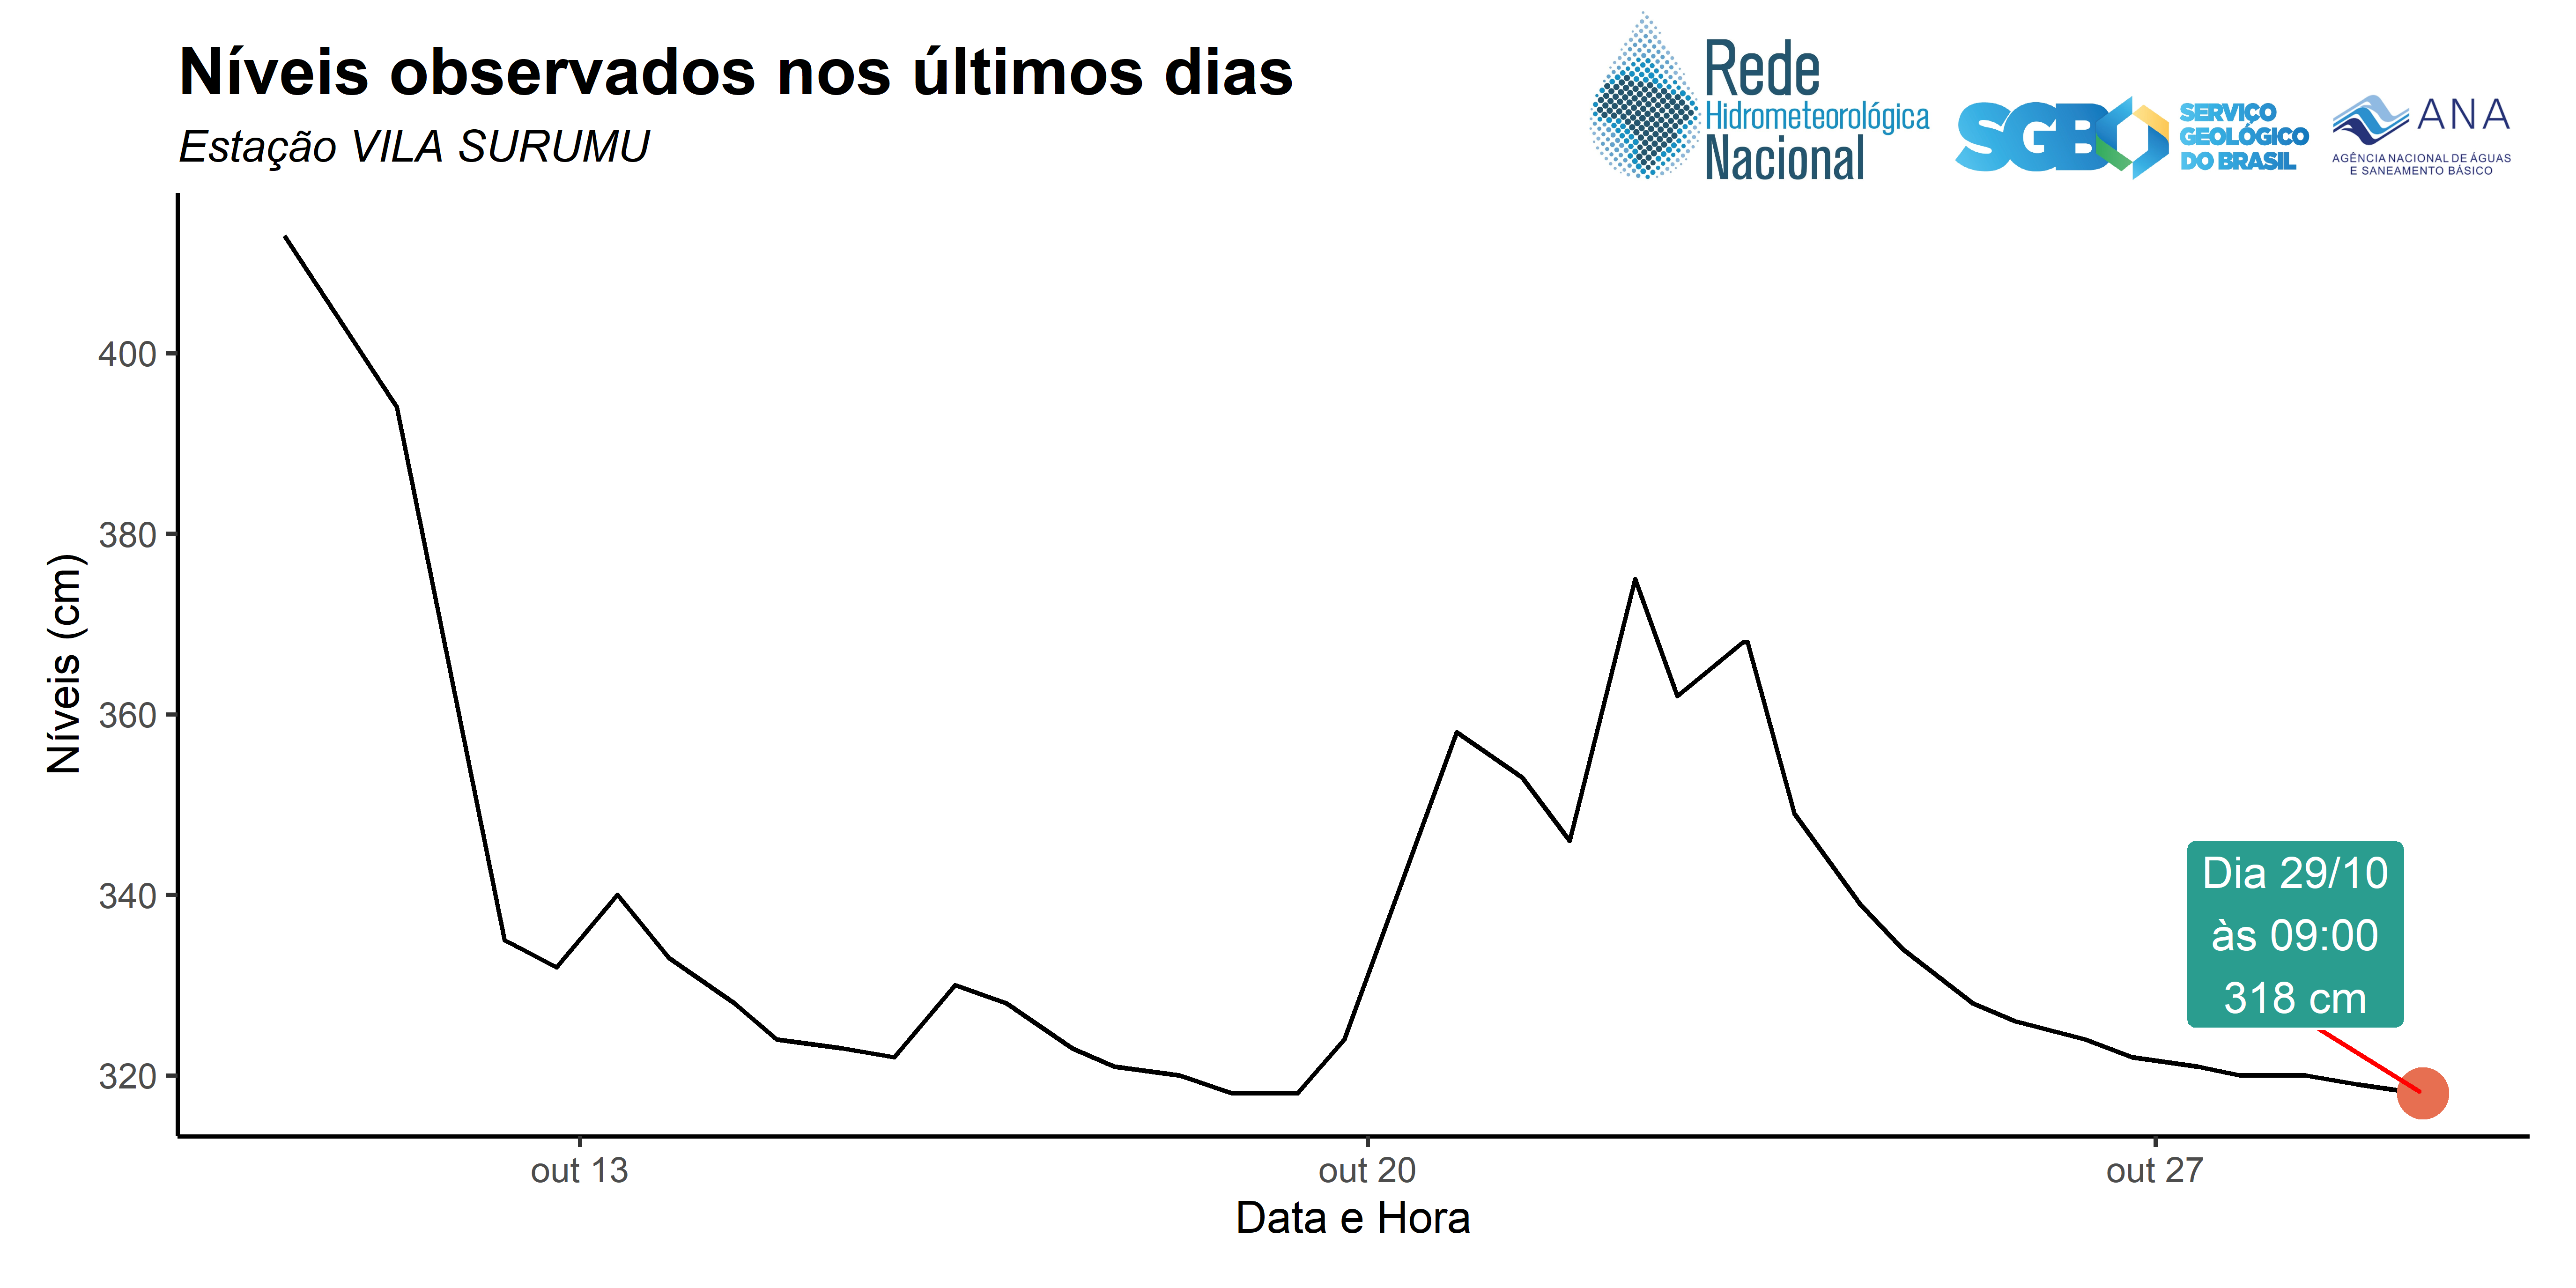 Níveis observados nos últimos dias
Estação VILA SURUMU
Rede
Hidrometeorológica
Nacional
SGB
SERVIÇO
GEOLÓGICO
DO BRASIL
ANA
AGÊNCIA NACIONAL DE ÁGUAS
E SANEAMENTO BÁSICO
Níveis (cm)
400
380
360
340
320
Dia 29/10
às 09:00
318 cm
out 13
out 20
out 27
Data e Hora